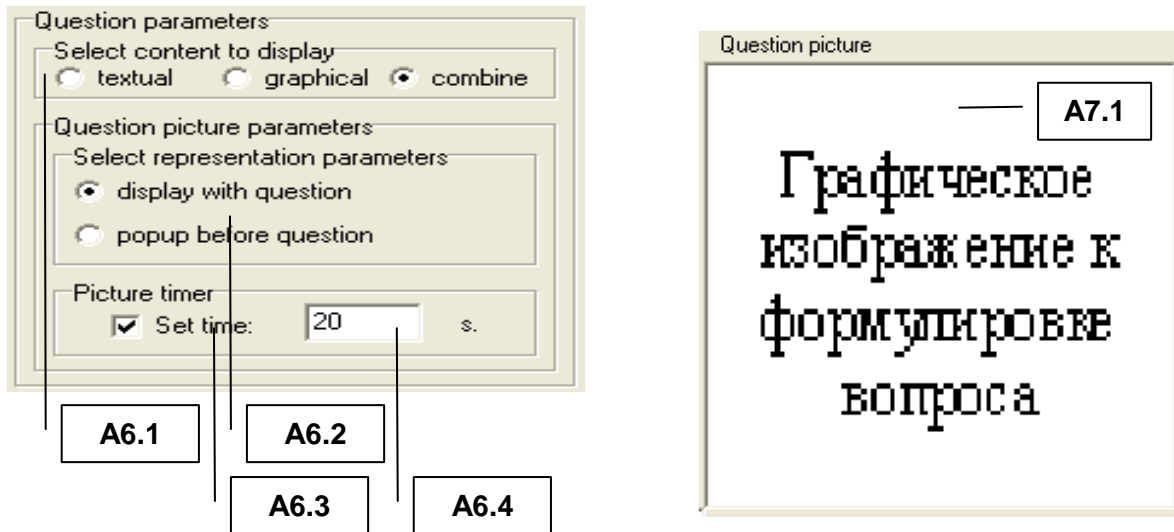 Question parameters
Select content to display
textual graphical combine
Question picture parameters
Select representation parameters
display with question
popup before question
Picture timer
Set time: 20 s.
A6.1 A6.2
A6.3 A6.4
Question picture
A7.1
Графическое
изображение к
формулировке
вопроса